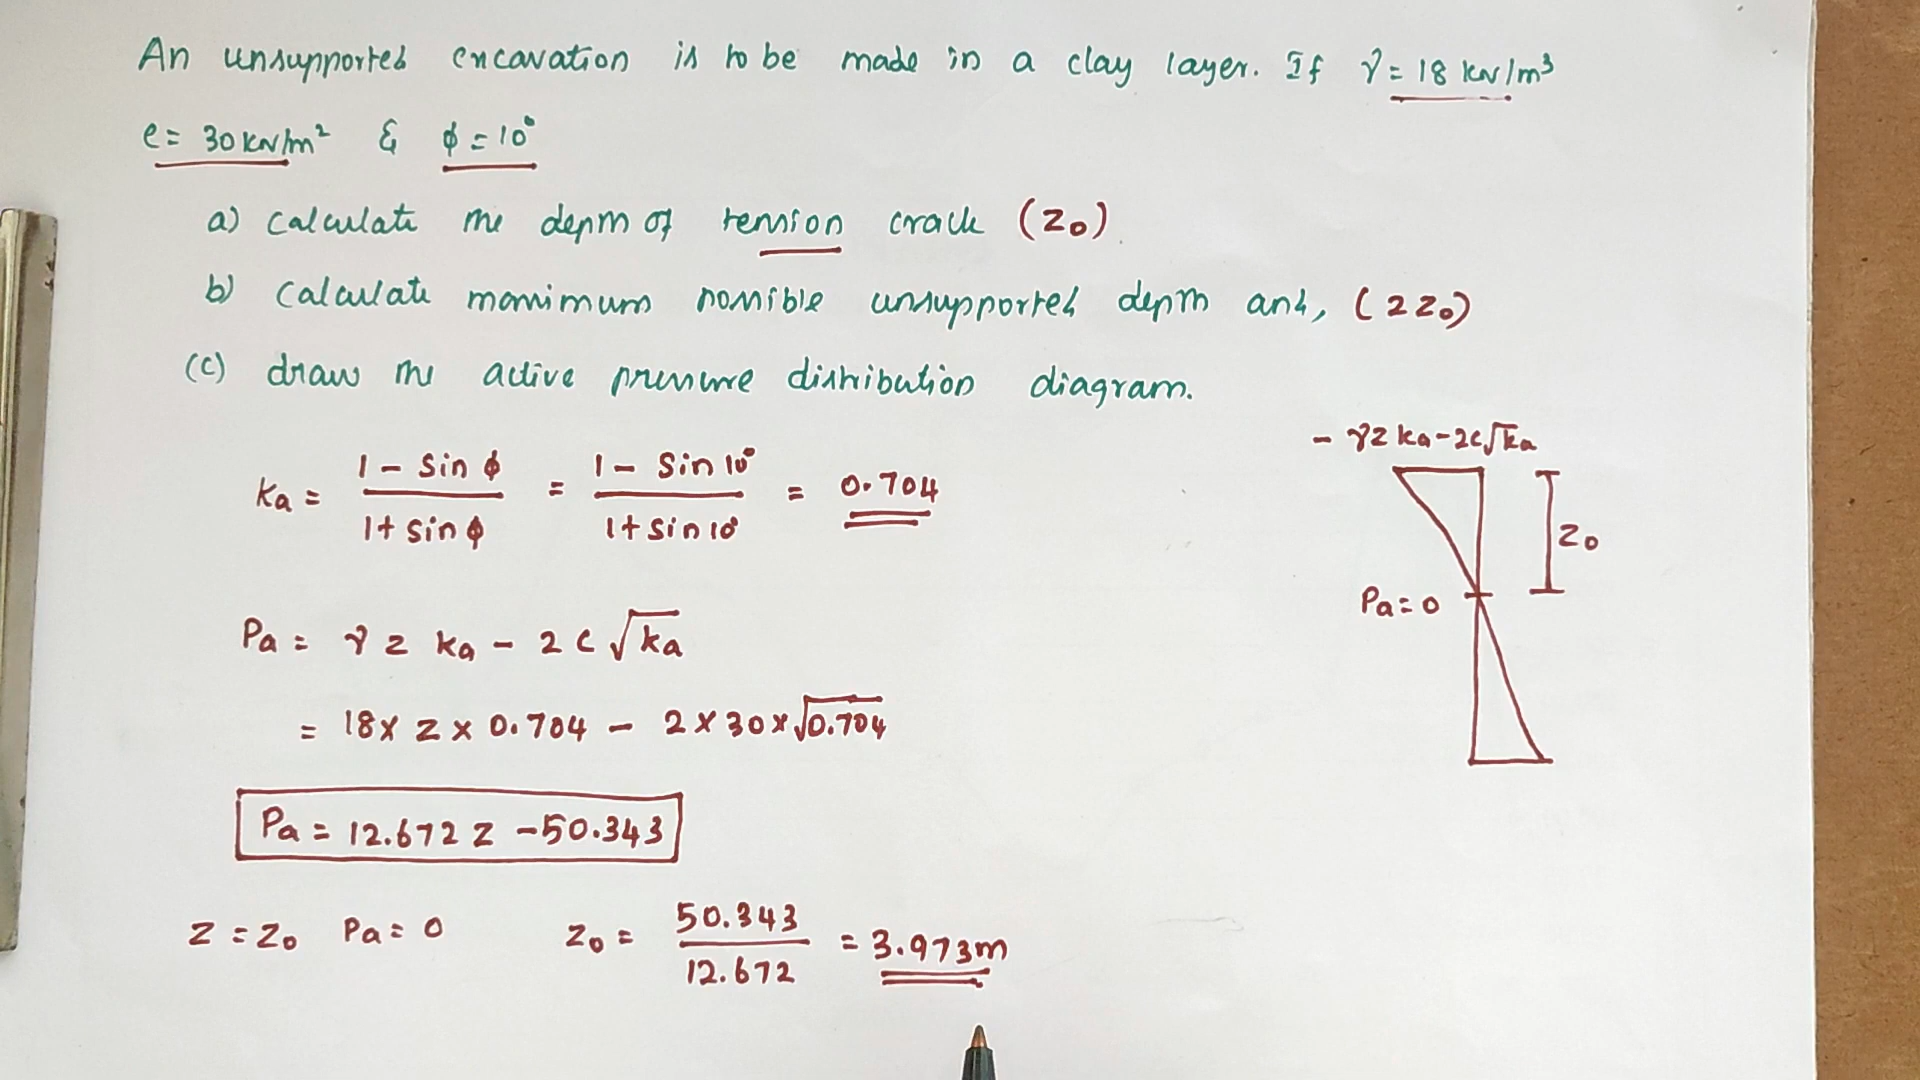 An unsupported excavation is to be made in a clay layer. If γ = 18 kN/m³
c = 30 kN/m² & φ = 10°
a) calculate the depth of tension crack (Z₀)
b) calculate maximum possible unsupported depth and, (2Z₀)
(c) draw the active pressure distribution diagram.
Ka = (1 - Sin φ)/(1 + Sin φ) = (1 - Sin 10°)/(1 + Sin 10°) = 0.704
- γZ ka - 2c√ka
Z₀
Pa = 0
Pa = γ z ka - 2c√ka
= 18 x z x 0.704 - 2 x 30 x √0.704
Pa = 12.672 Z - 50.343
Z = Z₀ Pa = 0 Z₀ = 50.343/12.672 = 3.973m